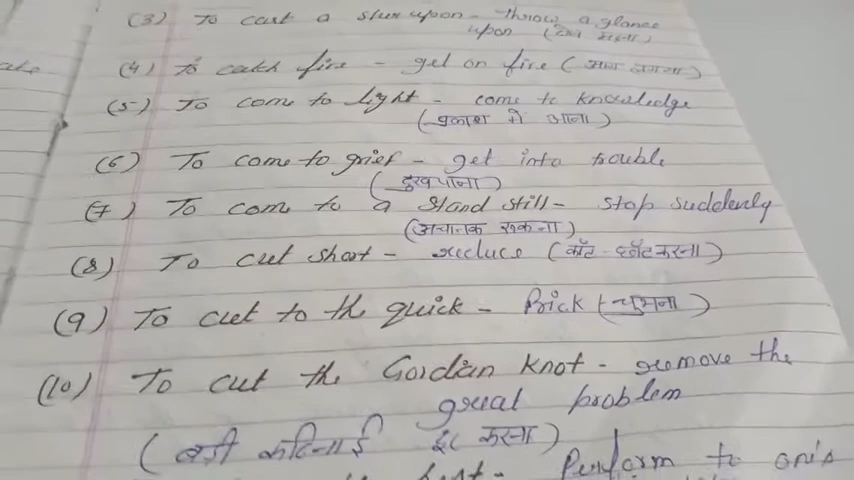 (3) To cast a slur upon - throw a glance
upon
(4) To catch fire - get on fire (आग लगना)
(5) To come to light - come to knowledge
(प्रकाश में आना)
(6) To come to grief - get into trouble
(दुख पाना)
(7) To come to a stand still - stop suddenly
(अचानक रुकना)
(8) To cut short - reduce (काँट-छाँट करना)
(9) To cut to the quick - Prick (चुभना)
(10) To cut the Gordian knot - remove the
great problem
(बड़ी कठिनाई दूर करना)
Perform to one's